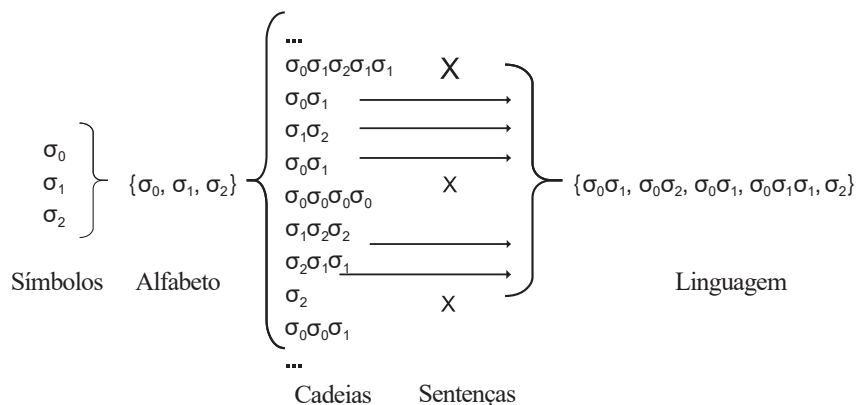 ...
σ₀σ₁σ₂σ₁σ₁ X
σ₀σ₁
σ₁σ₂
σ₀σ₁
X
σ₀σ₀σ₀σ₀
σ₁σ₂σ₂
σ₂σ₁σ₁
σ₂ X
σ₀σ₀σ₁
...
σ₀
σ₁
σ₂
{σ₀, σ₁, σ₂}
{σ₀σ₁, σ₀σ₂, σ₀σ₁, σ₀σ₁σ₁, σ₂}
Símbolos Alfabeto Linguagem
Cadeias Sentenças